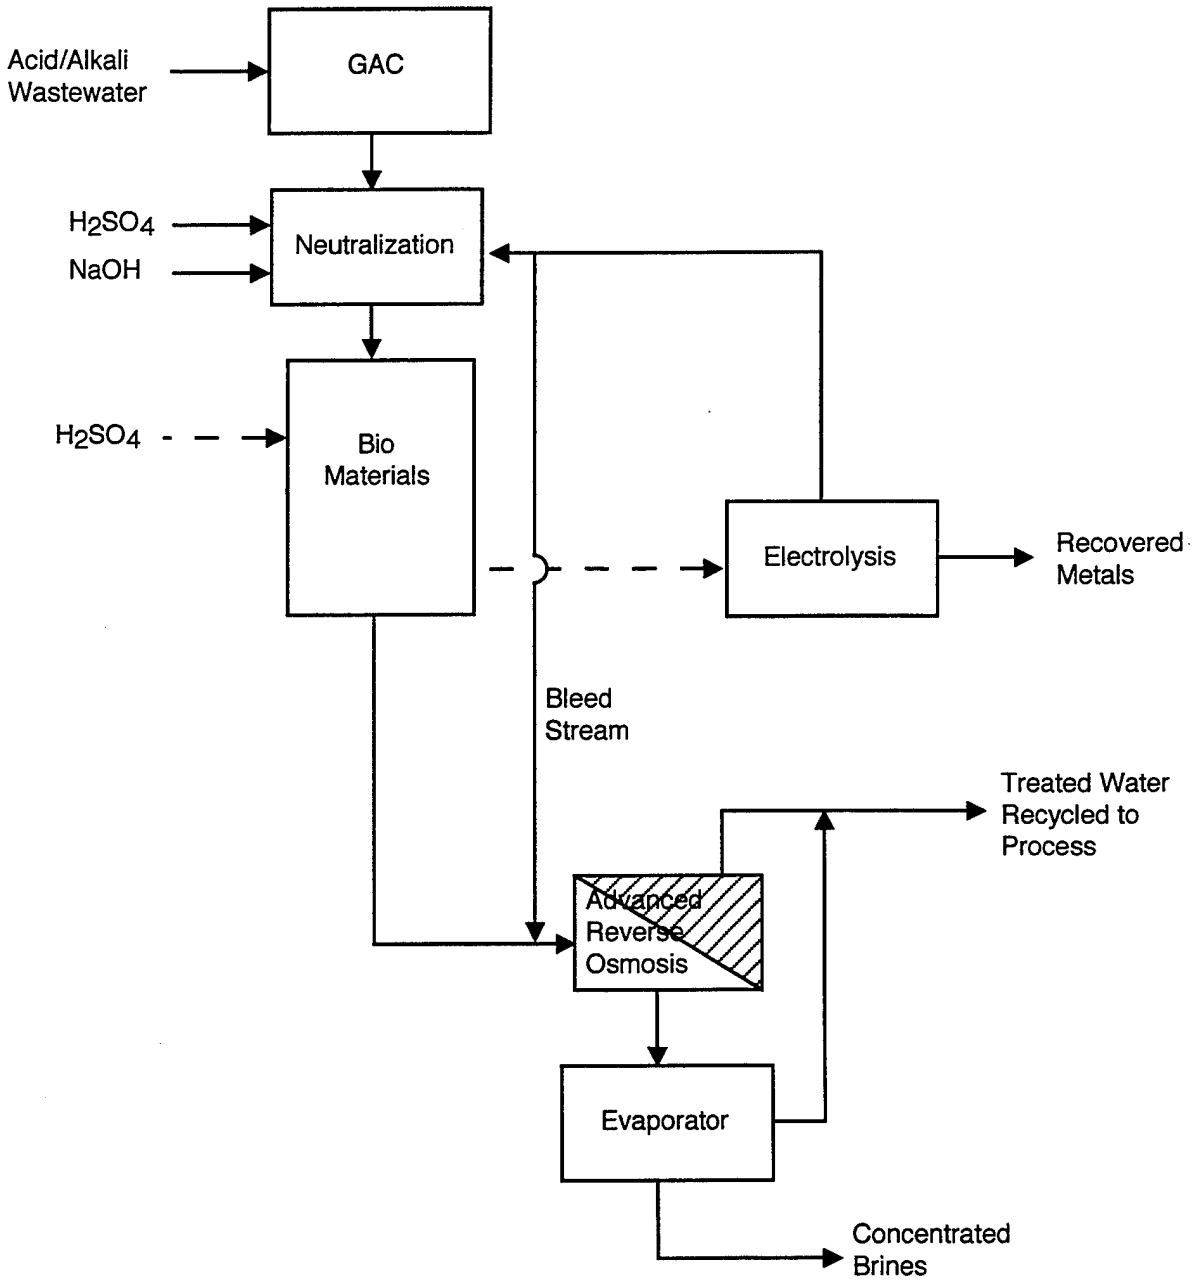 Acid/Alkali
Wastewater
GAC
H2SO4
NaOH
Neutralization
H2SO4
Bio
Materials
Electrolysis
Recovered
Metals
Bleed
Stream
Treated Water
Recycled to
Process
Advanced
Reverse
Osmosis
Evaporator
Concentrated
Brines